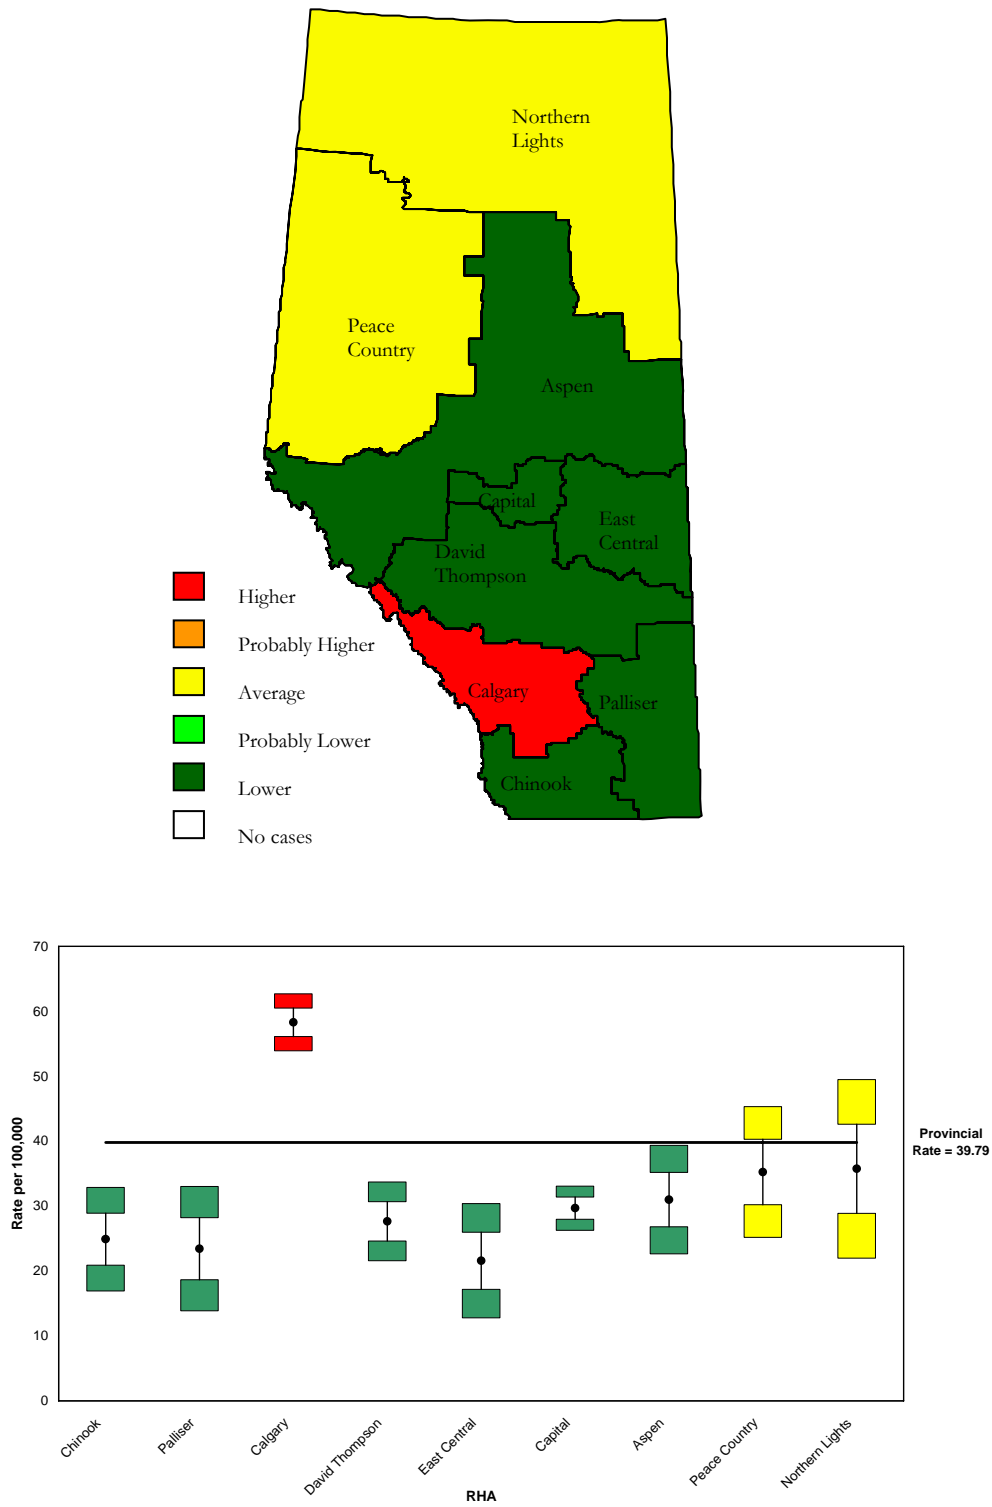 Northern
Lights
Peace
Country
Aspen
Capital
East
Central
David
Thompson
Calgary
Palliser
Chinook
Higher
Probably Higher
Average
Probably Lower
Lower
No cases
70
60
50
40
30
20
10
0
Rate per 100,000
Provincial
Rate = 39.79
Chinook
Palliser
Calgary
David Thompson
East Central
Capital
Aspen
Peace Country
Northern Lights
RHA